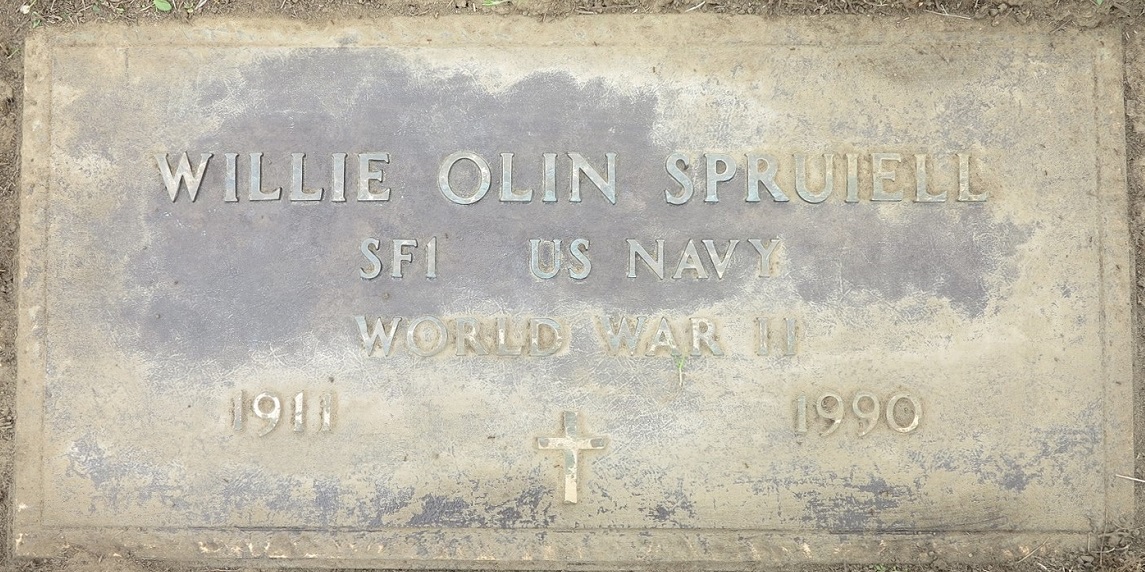 WILLIE OLIN SPRUIELL
SF1 US NAVY
WORLD WAR II
1911 1990